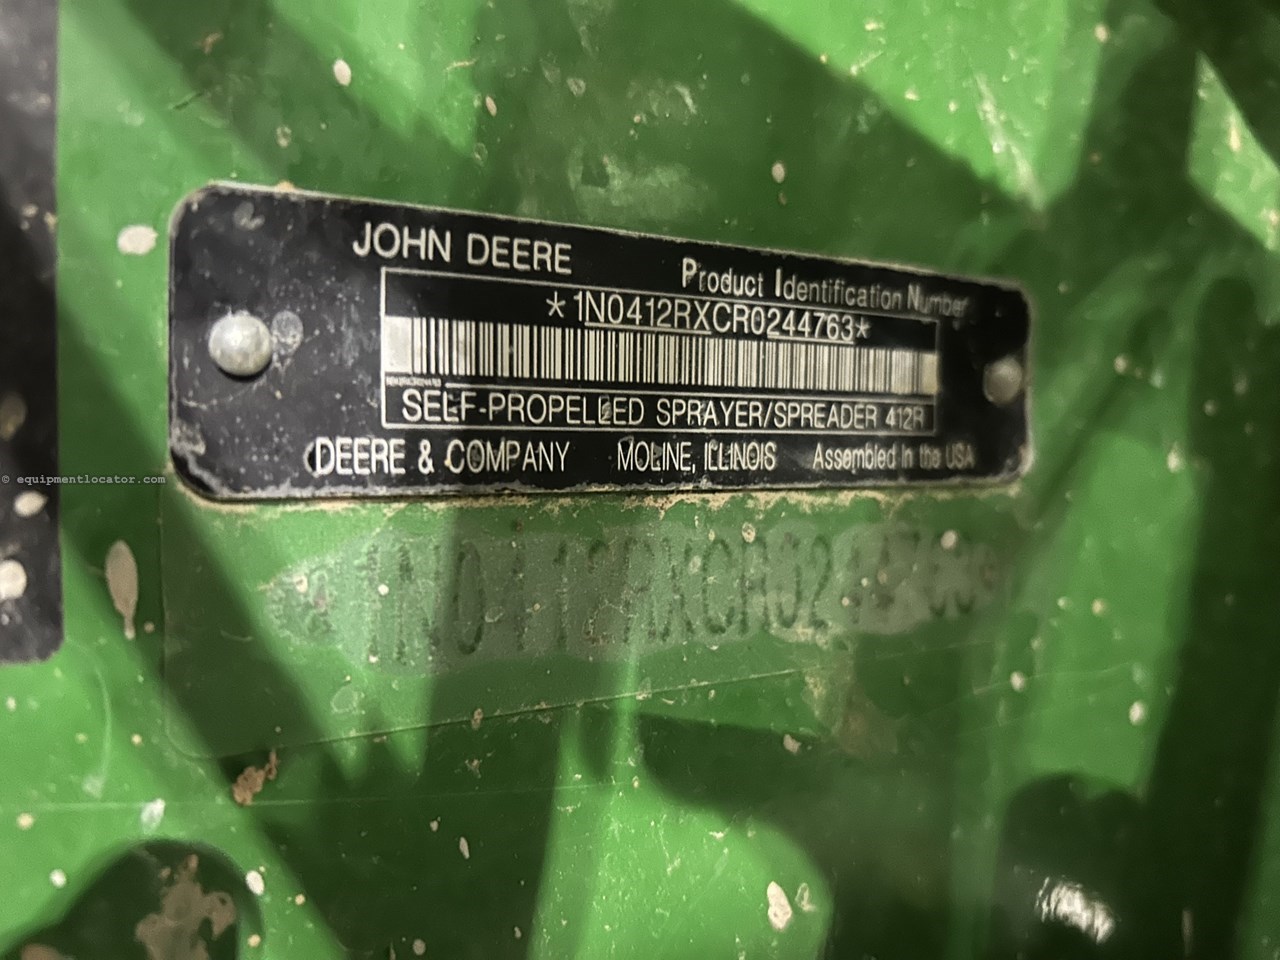 JOHN DEERE
Product Identification Number
*1N0412RXCR0244763*
SELF-PROPELLED SPRAYER/SPREADER 412R
DEERE & COMPANY MOLINE, ILLINOIS Assembled in the USA
© equipmentlocator.com